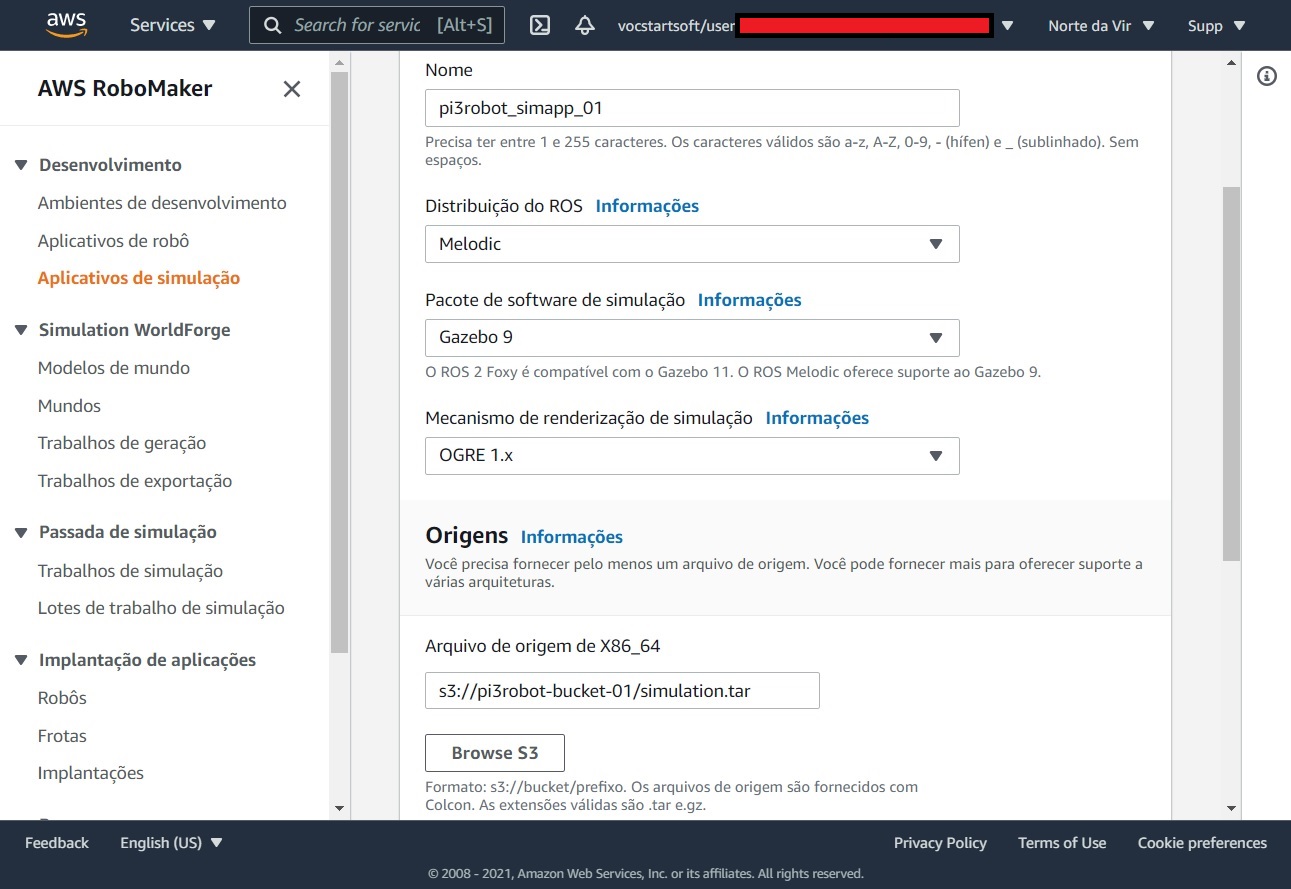 aws
Services
Search for servic [Alt+S]
vocstartsoft/user
Norte da Vir
Supp
AWS RoboMaker
Desenvolvimento
Ambientes de desenvolvimento
Aplicativos de robô
Aplicativos de simulação
Simulation WorldForge
Modelos de mundo
Mundos
Trabalhos de geração
Trabalhos de exportação
Passada de simulação
Trabalhos de simulação
Lotes de trabalho de simulação
Implantação de aplicações
Robôs
Frotas
Implantações
Nome
pi3robot_simapp_01
Precisa ter entre 1 e 255 caracteres. Os caracteres válidos são a-z, A-Z, 0-9, - (hífen) e _ (sublinhado). Sem
espaços.
Distribuição do ROS Informações
Melodic
Pacote de software de simulação Informações
Gazebo 9
O ROS 2 Foxy é compatível com o Gazebo 11. O ROS Melodic oferece suporte ao Gazebo 9.
Mecanismo de renderização de simulação Informações
OGRE 1.x
Origens Informações
Você precisa fornecer pelo menos um arquivo de origem. Você pode fornecer mais para oferecer suporte a
várias arquiteturas.
Arquivo de origem de X86_64
s3://pi3robot-bucket-01/simulation.tar
Browse S3
Formato: s3://bucket/prefixo. Os arquivos de origem são fornecidos com
Colcon. As extensões válidas são .tar e.gz.
Feedback
English (US)
Privacy Policy
Terms of Use
Cookie preferences
© 2008 - 2021, Amazon Web Services, Inc. or its affiliates. All rights reserved.